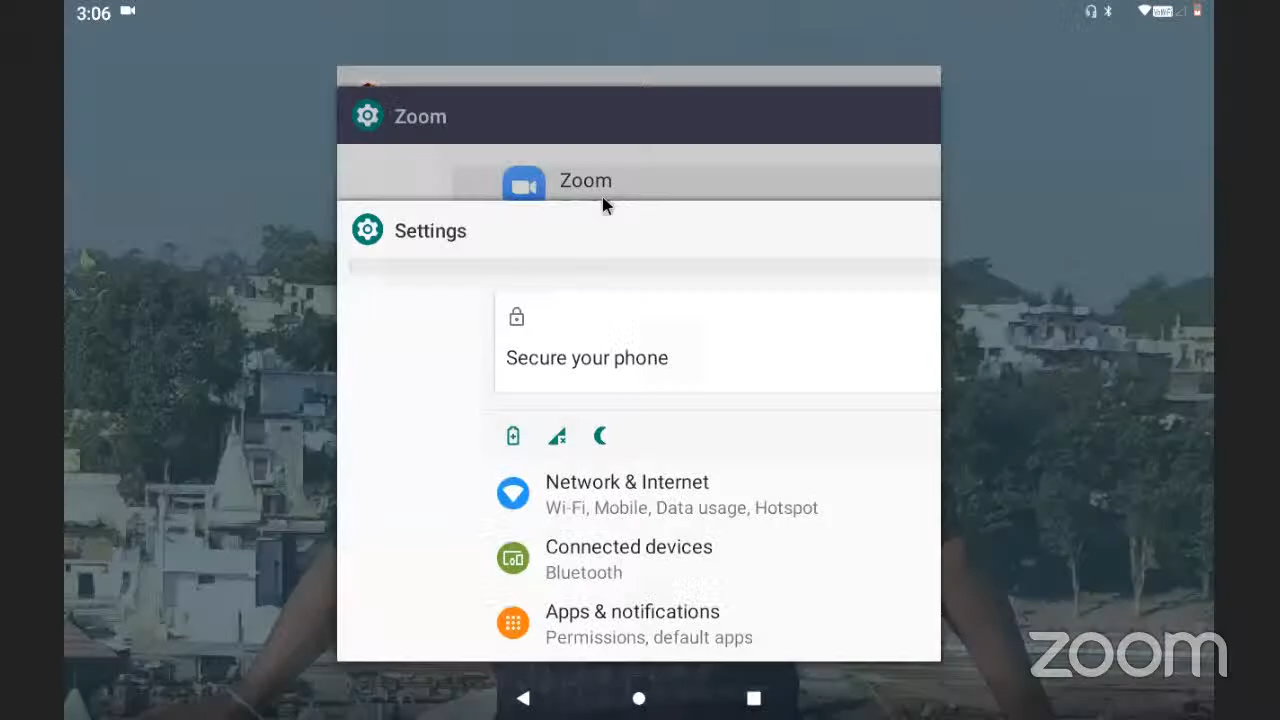 3:06
VoWiFi
Zoom
Zoom
Settings
Secure your phone
Network & Internet
Wi-Fi, Mobile, Data usage, Hotspot
Connected devices
Bluetooth
Apps & notifications
Permissions, default apps
zoom